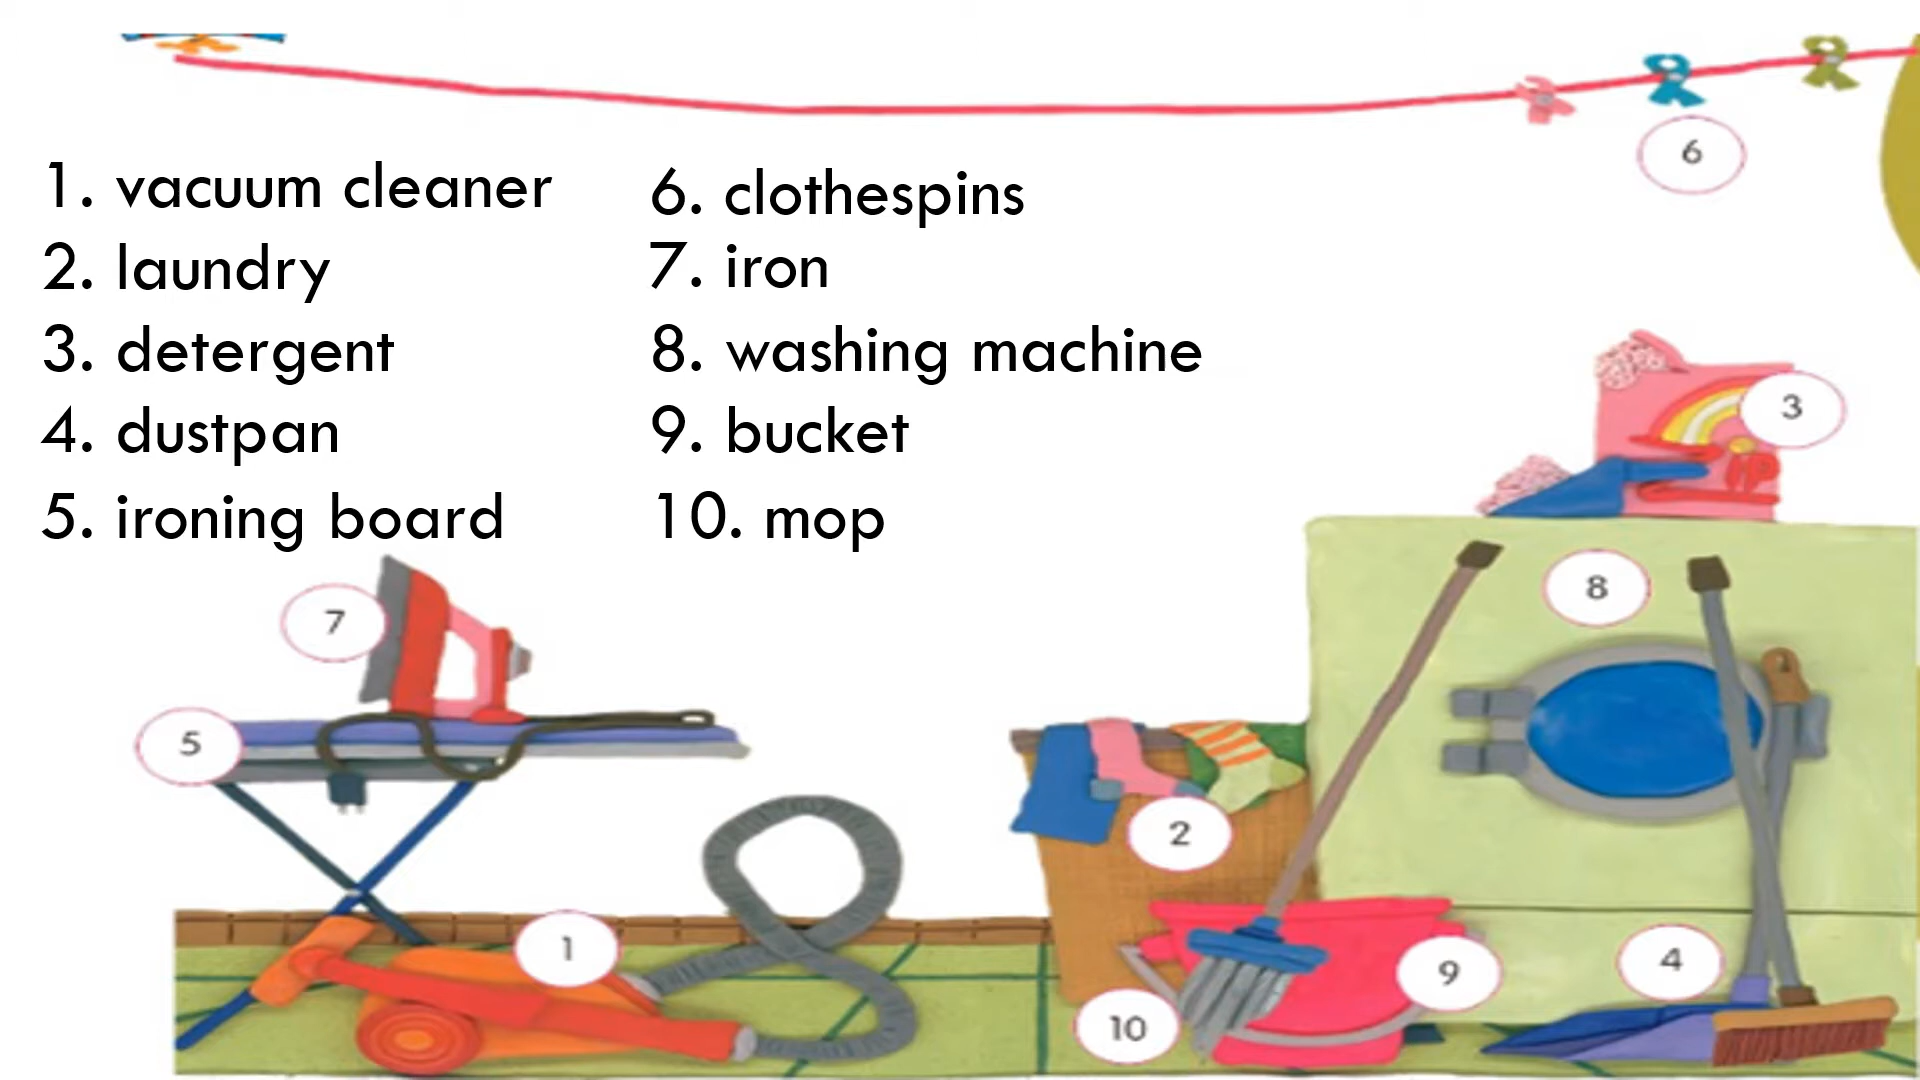 1. vacuum cleaner
2. laundry
3. detergent
4. dustpan
5. ironing board
6. clothespins
7. iron
8. washing machine
9. bucket
10. mop
6
3
8
7
5
2
1
4
9
10